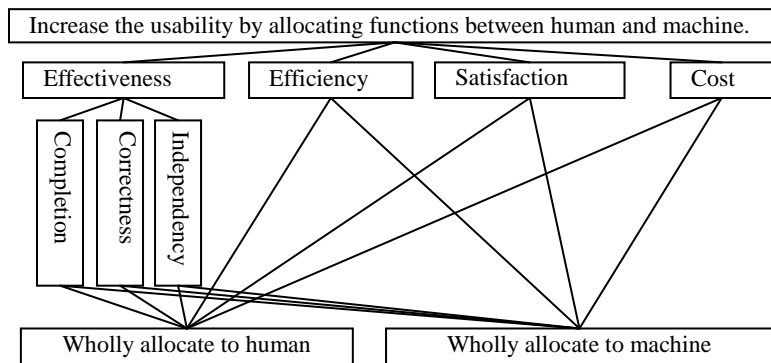 Increase the usability by allocating functions between human and machine.
Effectiveness
Efficiency
Satisfaction
Cost
Completion
Correctness
Independency
Wholly allocate to human
Wholly allocate to machine